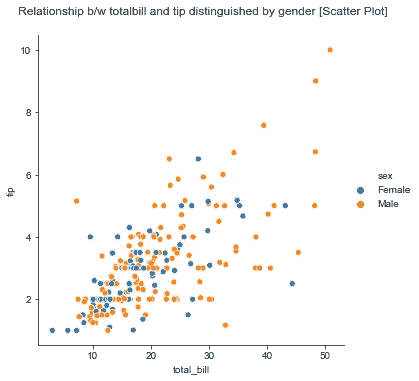 Relationship b/w totalbill and tip distinguished by gender [Scatter Plot]
10
8
6
4
2
tip
10
20
30
40
50
total_bill
sex
Female
Male